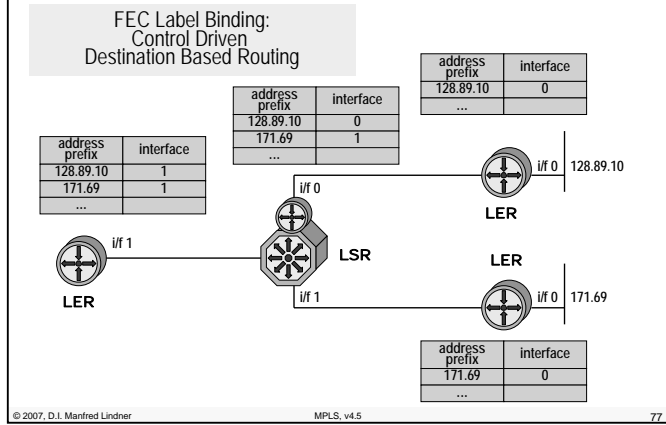 FEC Label Binding:
Control Driven
Destination Based Routing
address prefix interface
128.89.10 0
...
address prefix interface
128.89.10 0
171.69 1
...
address prefix interface
128.89.10 1
171.69 1
...
i/f 0 128.89.10
LER
i/f 0
i/f 1
LSR
LER
LER
i/f 1
i/f 0 171.69
address prefix interface
171.69 0
...
© 2007, D.I. Manfred Lindner MPLS, v4.5 77